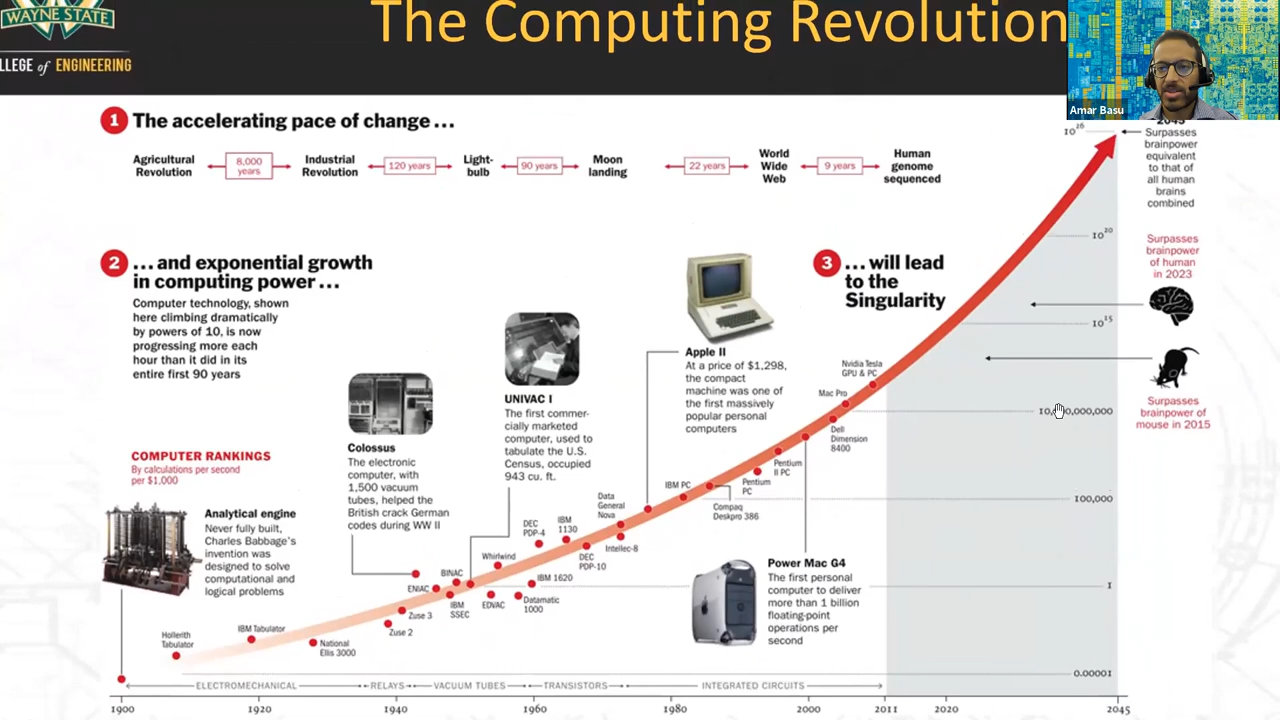 WAYNE STATE
LLEGE of ENGINEERING
The Computing Revolution
Amar Basu
1 The accelerating pace of change ...
Agricultural
Revolution
8,000
years
Industrial
Revolution
120 years
Light-
bulb
90 years
Moon
landing
22 years
World
Wide
Web
9 years
Human
genome
sequenced
2045
Surpasses
brainpower
equivalent
to that of
all human
brains
combined
2 ... and exponential growth
in computing power ...
Computer technology, shown
here climbing dramatically
by powers of 10, is now
progressing more each
hour than it did in its
entire first 90 years
3 ... will lead
to the
Singularity
Surpasses
brainpower
of human
in 2023
Surpasses
brainpower of
mouse in 2015
COMPUTER RANKINGS
By calculations per second
per $1,000
Analytical engine
Never fully built,
Charles Babbage's
invention was
designed to solve
computational and
logical problems
Colossus
The electronic
computer, with
1,500 vacuum
tubes, helped the
British crack German
codes during WW II
UNIVAC I
The first commer-
cially marketed
computer, used to
tabulate the U.S.
Census, occupied
943 cu. ft.
Apple II
At a price of $1,298,
the compact
machine was one of
the first massively
popular personal
computers
Power Mac G4
The first personal
computer to deliver
more than 1 billion
floating-point
operations per
second
Hollerith
Tabulator
IBM Tabulator
National
Ellis 3000
Zuse 2
Zuse 3
ENIAC
BINAC
IBM
SSEC
Whirlwind
EDVAC
Datamatic
1000
IBM 1620
DEC
PDP-4
IBM
1130
DEC
PDP-10
Data
General
Nova
Intellec-8
IBM PC
Compaq
Deskpro 386
Pentium
PC
Pentium
II PC
Dell
Dimension
8400
Mac Pro
Nvidia Tesla
GPU & PC
10²⁶
10²⁰
10¹⁵
100,000
1
0.00001
ELECTROMECHANICAL
RELAYS
VACUUM TUBES
TRANSISTORS
INTEGRATED CIRCUITS
1900
1920
1940
1960
1980
2000
2011
2020
2045